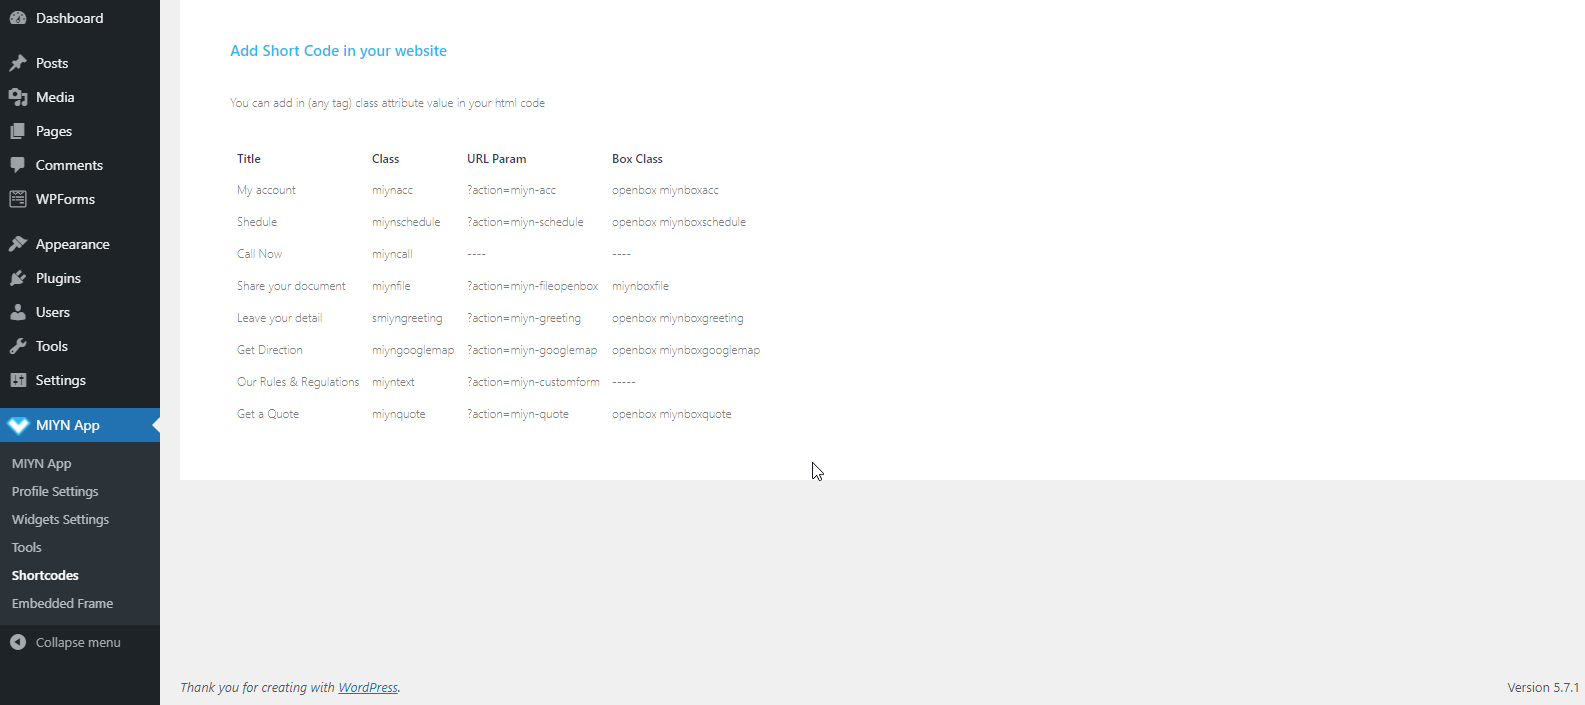 Dashboard
Posts
Media
Pages
Comments
WPForms
Appearance
Plugins
Users
Tools
Settings
MIYN App
MIYN App
Profile Settings
Widgets Settings
Tools
Shortcodes
Embedded Frame
Collapse menu
Add Short Code in your website
You can add in (any tag) class attribute value in your html code
Title Class URL Param Box Class
My account miynacc ?action=miyn-acc openbox miynboxacc
Shedule miynschedule ?action=miyn-schedule openbox miynboxschedule
Call Now miyncall ---- ----
Share your document miynfile ?action=miyn-fileopenbox miynboxfile
Leave your detail smiyngreeting ?action=miyn-greeting openbox miynboxgreeting
Get Direction miyngooglemap ?action=miyn-googlemap openbox miynboxgooglemap
Our Rules & Regulations miyntext ?action=miyn-customform -----
Get a Quote miynquote ?action=miyn-quote openbox miynboxquote
Thank you for creating with WordPress.
Version 5.7.1